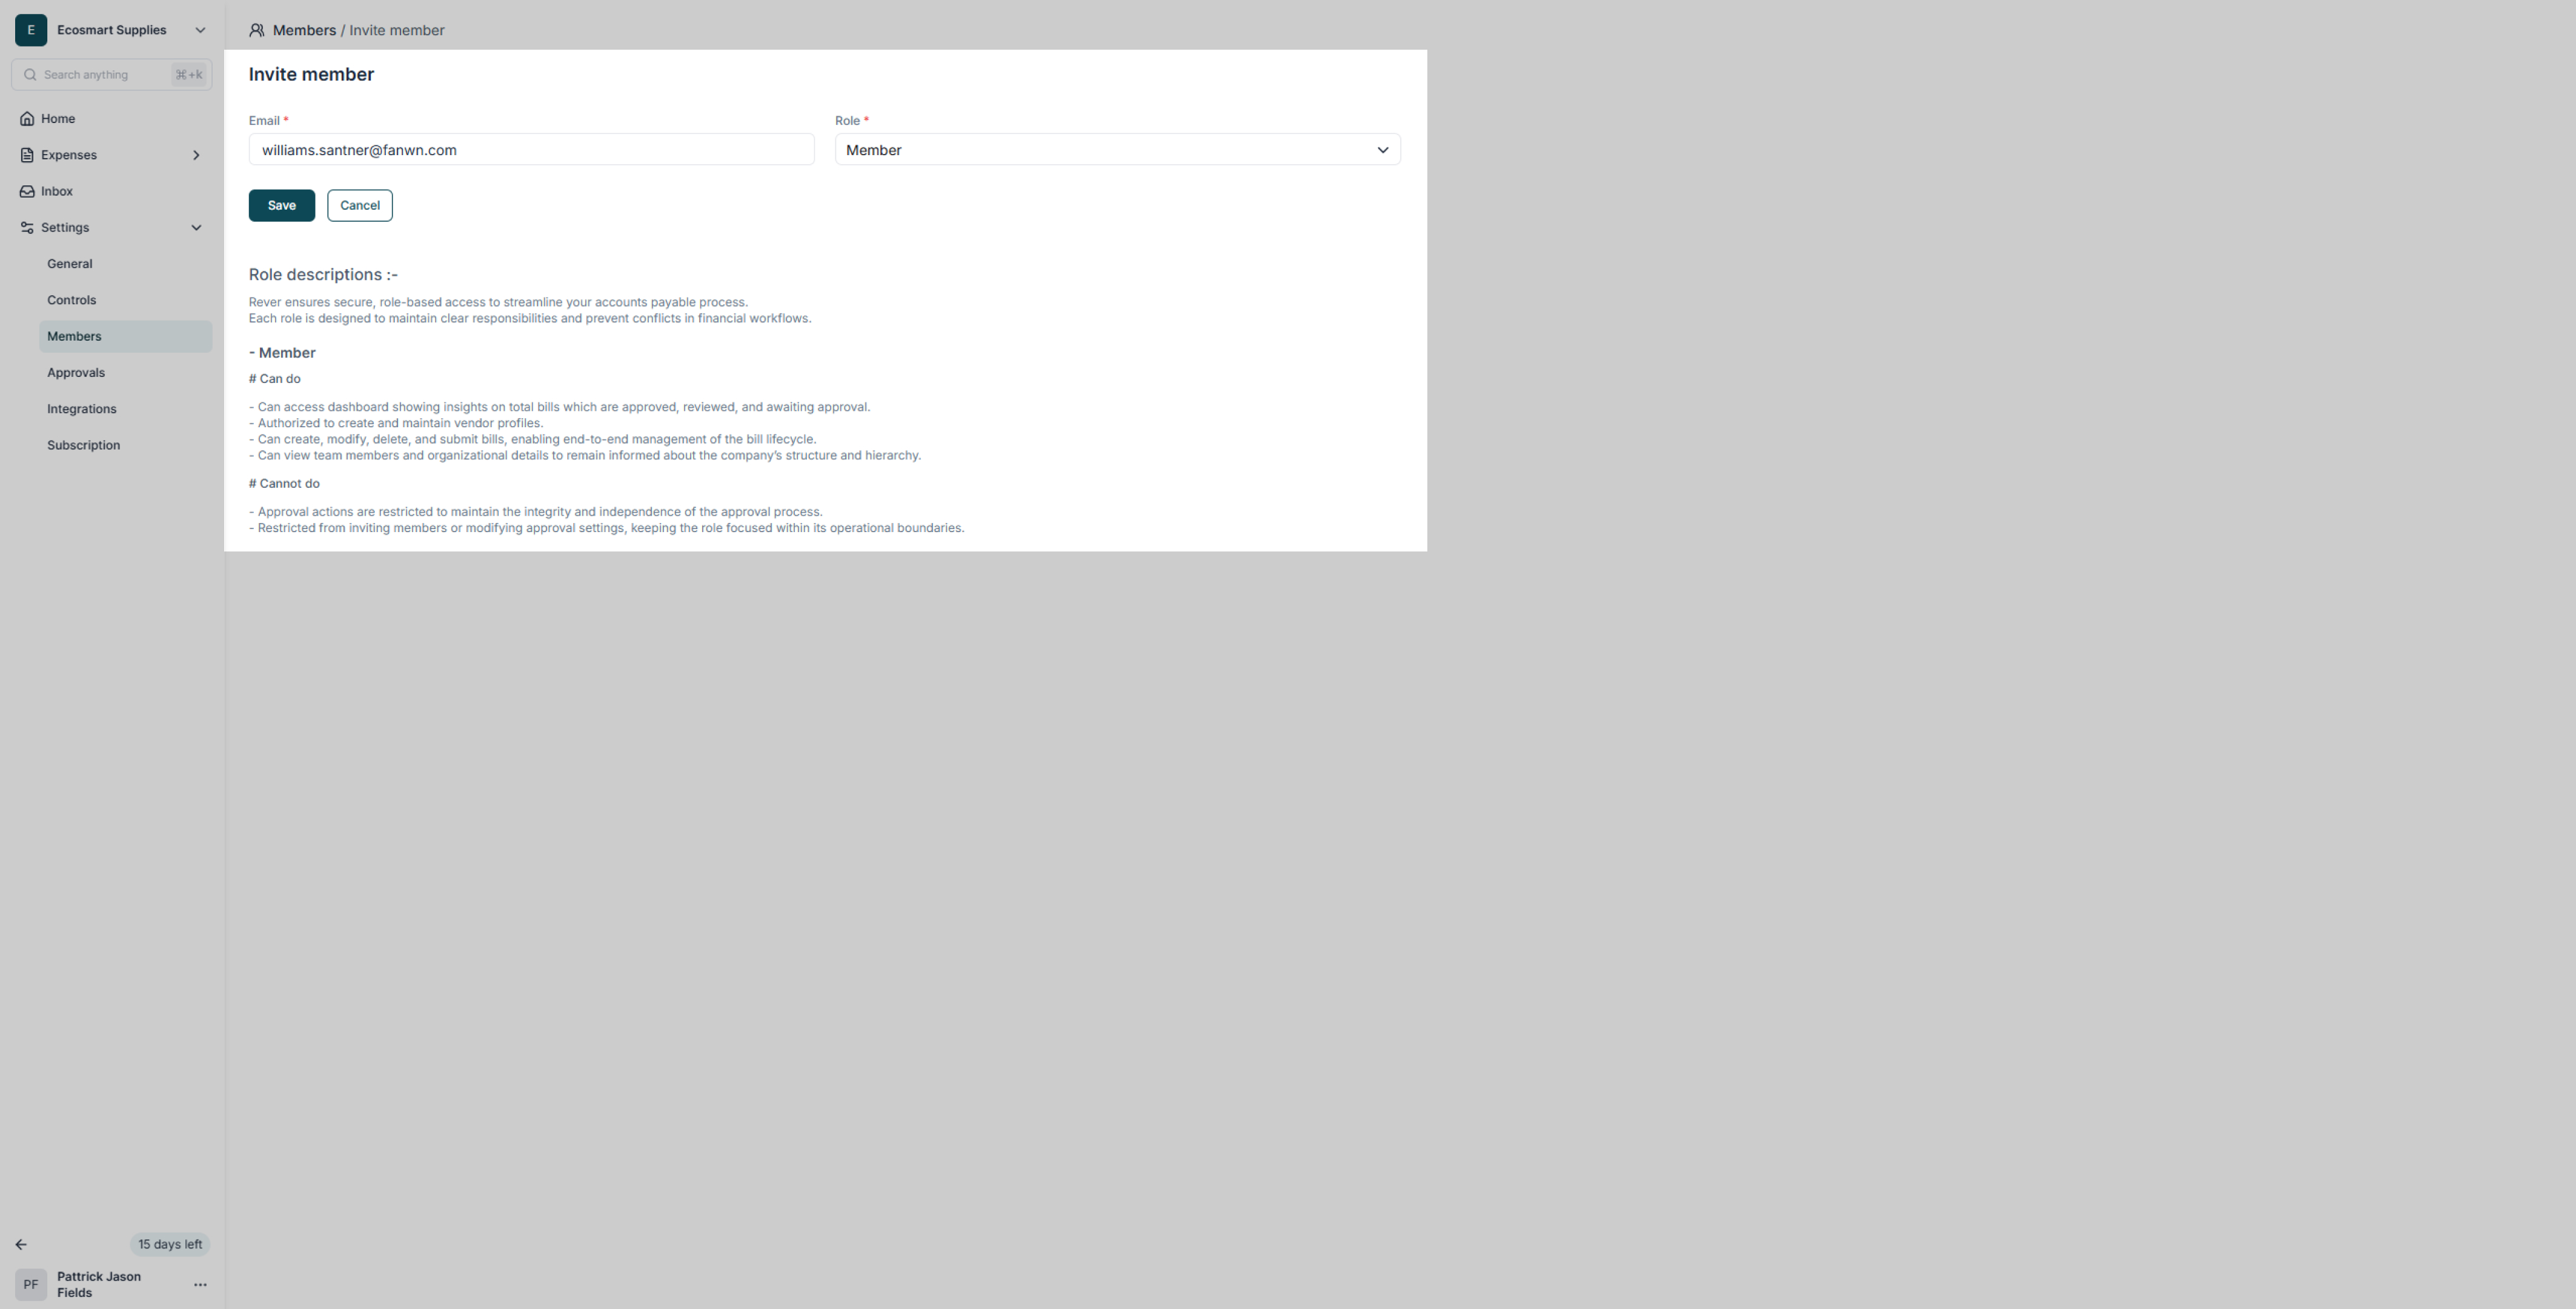 E Ecosmart Supplies
Search anything ⌘+k
Home
Expenses
Inbox
Settings
General
Controls
Members
Approvals
Integrations
Subscription
15 days left
PF Pattrick Jason
Fields
Members / Invite member
Invite member
Email *
williams.santner@fanwn.com
Role *
Member
Save Cancel
Role descriptions :-
Rever ensures secure, role-based access to streamline your accounts payable process.
Each role is designed to maintain clear responsibilities and prevent conflicts in financial workflows.
- Member
# Can do
- Can access dashboard showing insights on total bills which are approved, reviewed, and awaiting approval.
- Authorized to create and maintain vendor profiles.
- Can create, modify, delete, and submit bills, enabling end-to-end management of the bill lifecycle.
- Can view team members and organizational details to remain informed about the company’s structure and hierarchy.
# Cannot do
- Approval actions are restricted to maintain the integrity and independence of the approval process.
- Restricted from inviting members or modifying approval settings, keeping the role focused within its operational boundaries.